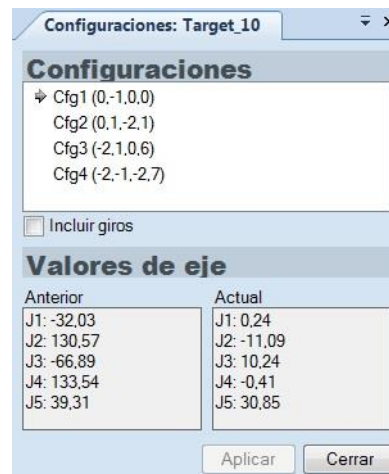 Configuraciones: Target_10
Configuraciones
Cfg1 (0,-1,0,0)
Cfg2 (0,1,-2,1)
Cfg3 (-2,1,0,6)
Cfg4 (-2,-1,-2,7)
Incluir giros
Valores de eje
Anterior
J1: -32,03
J2: 130,57
J3: -66,89
J4: 133,54
J5: 39,31
Actual
J1: 0,24
J2: -11,09
J3: 10,24
J4: -0,41
J5: 30,85
Aplicar
Cerrar